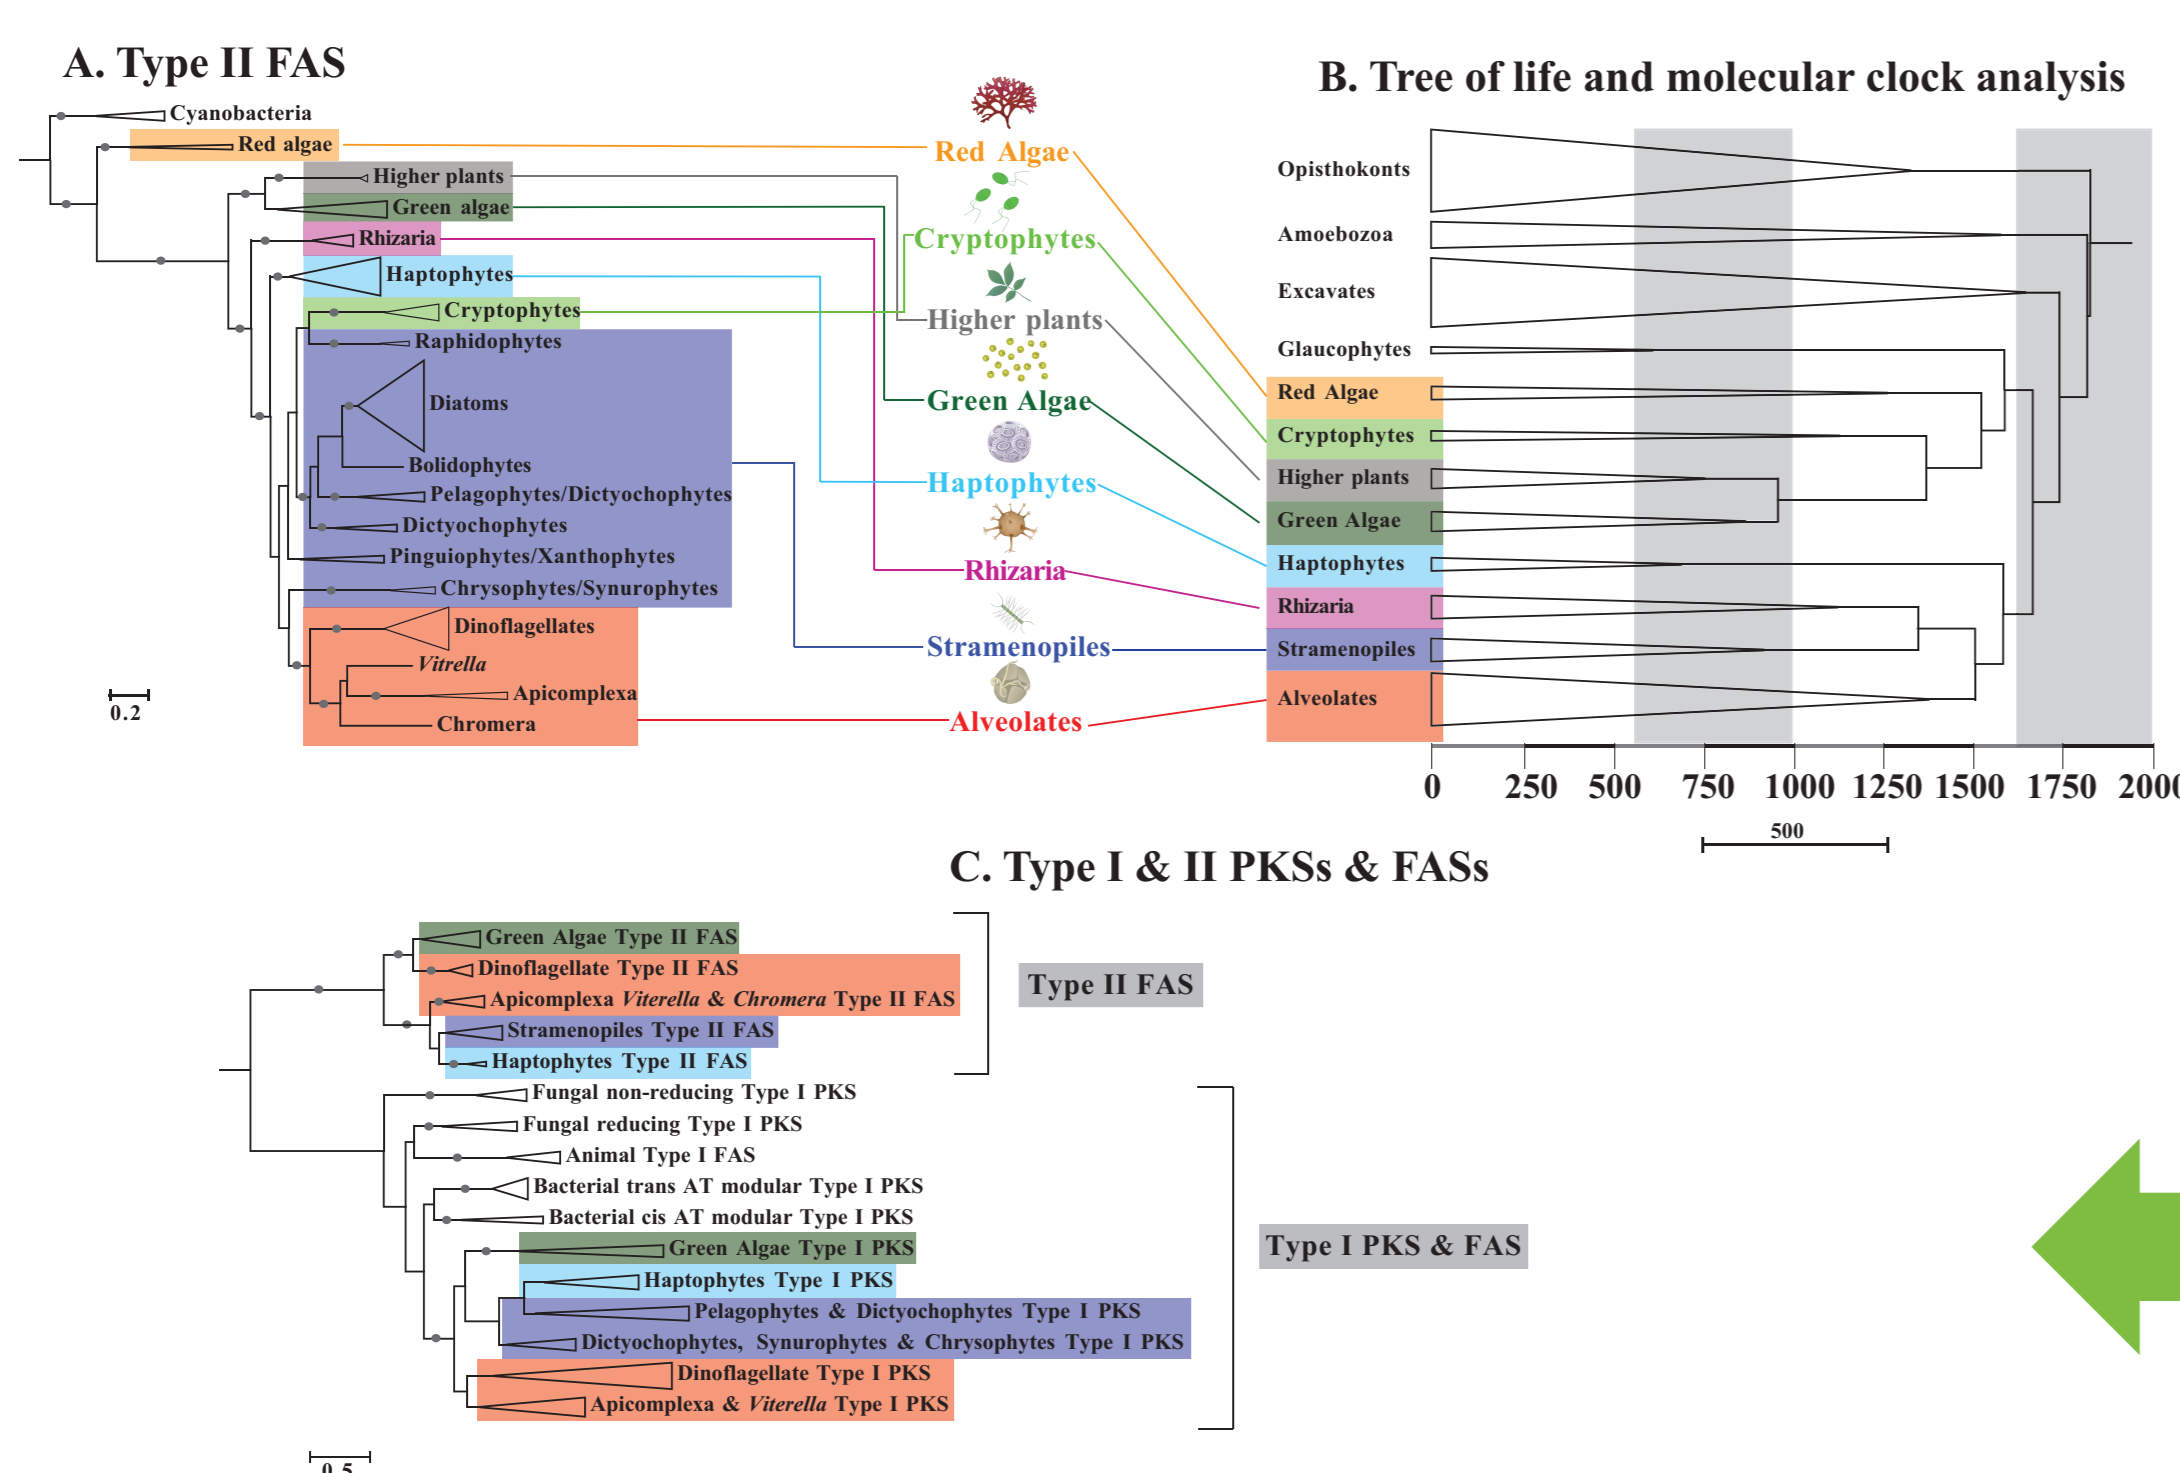 A. Type II FAS
Cyanobacteria
Red algae
Higher plants
Green algae
Rhizaria
Haptophytes
Cryptophytes
Raphidophytes
Diatoms
Bolidophytes
Pelagophytes/Dictyochophytes
Dictyochophytes
Pinguiophytes/Xanthophytes
Chrysophytes/Synurophytes
Dinoflagellates
Vitrella
Apicomplexa
Chromera
0.2
Red Algae
Cryptophytes
Higher plants
Green Algae
Haptophytes
Rhizaria
Stramenopiles
Alveolates
B. Tree of life and molecular clock analysis
Opisthokonts
Amoebozoa
Excavates
Glaucophytes
Red Algae
Cryptophytes
Higher plants
Green Algae
Haptophytes
Rhizaria
Stramenopiles
Alveolates
0 250 500 750 1000 1250 1500 1750 2000
500
C. Type I & II PKSs & FASs
Green Algae Type II FAS
Dinoflagellate Type II FAS
Apicomplexa Viterella & Chromera Type II FAS
Stramenopiles Type II FAS
Haptophytes Type II FAS
Type II FAS
Fungal non-reducing Type I PKS
Fungal reducing Type I PKS
Animal Type I FAS
Bacterial trans AT modular Type I PKS
Bacterial cis AT modular Type I PKS
Green Algae Type I PKS
Haptophytes Type I PKS
Pelagophytes & Dictyochophytes Type I PKS
Dictyochophytes, Synurophytes & Chrysophytes Type I PKS
Dinoflagellate Type I PKS
Apicomplexa & Viterella Type I PKS
Type I PKS & FAS
0.5